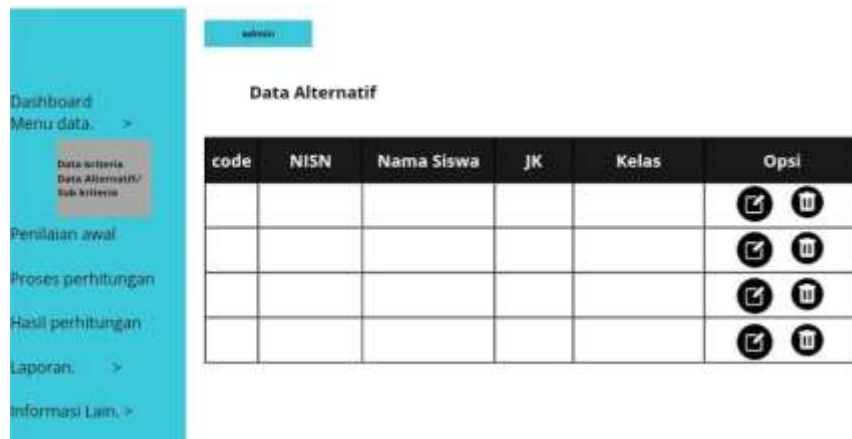 admin
Data Alternatif
Dashboard
Menu data. >
Data kriteria
Data Alternatif/
Sub kriteria
Penilaian awal
Proses perhitungan
Hasil perhitungan
Laporan. >
Informasi Lain. >
code NISN Nama Siswa JK Kelas Opsi